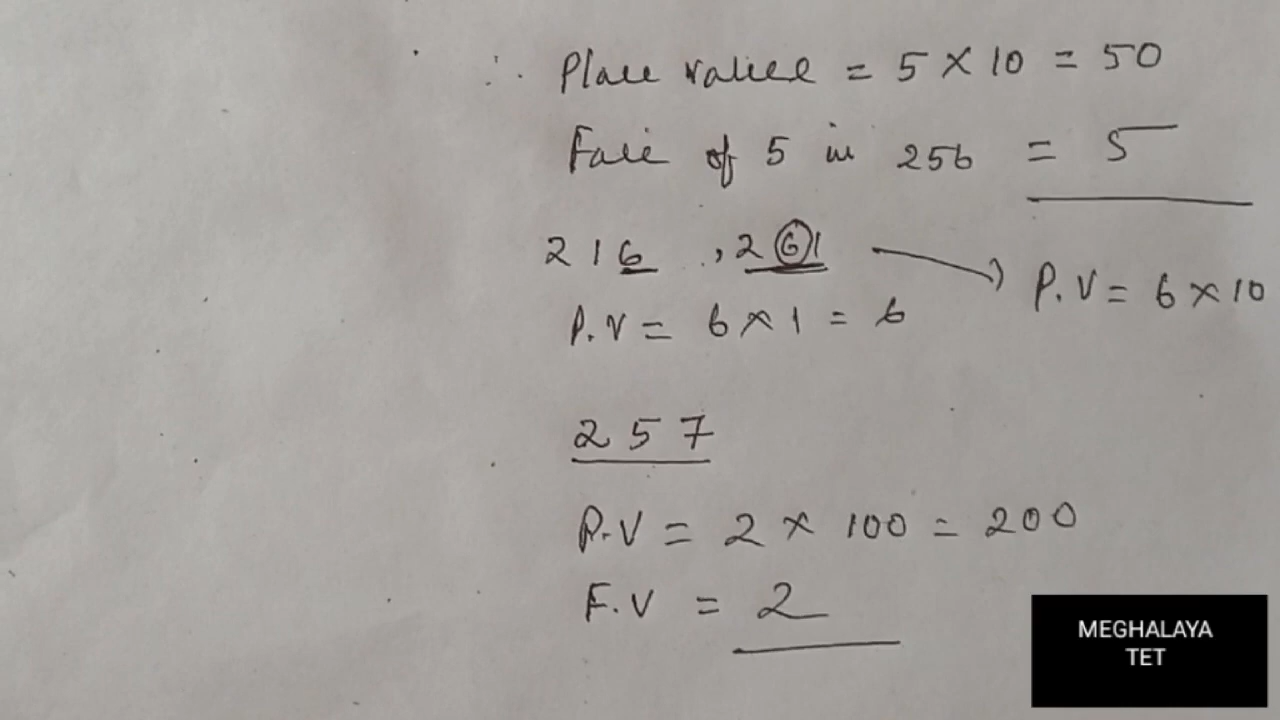 ∴ Place value = 5 × 10 = 50
Face of 5 in 256 = 5
216 , 261 → P.V = 6 × 10
P.V = 6 × 1 = 6
257
P.V = 2 × 100 = 200
F.V = 2
MEGHALAYA
TET